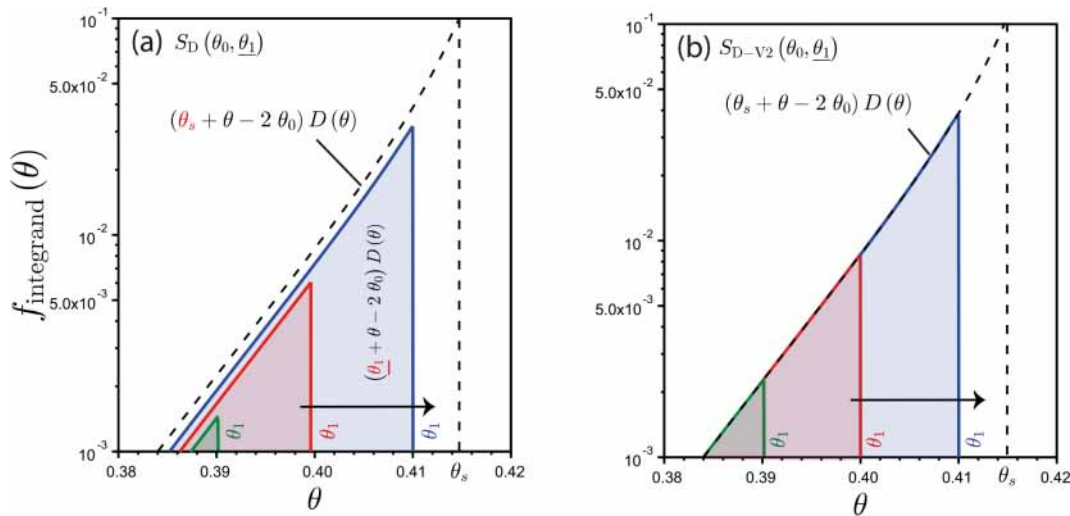 (a) S_D (θ_0, θ_1)
(θ_s + θ − 2 θ_0) D (θ)
(θ_1 + θ − 2 θ_0) D (θ)
f_integrand (θ)
10^-1
5.0x10^-2
10^-2
5.0x10^-3
10^-3
θ_1
θ_1
θ_1
0.38
0.39
0.40
0.41
θ_s
0.42
θ
(b) S_D−V2 (θ_0, θ_1)
(θ_s + θ − 2 θ_0) D (θ)
10^-1
5.0x10^-2
10^-2
5.0x10^-3
10^-3
θ_1
θ_1
θ_1
0.38
0.39
0.40
0.41
θ_s
0.42
θ